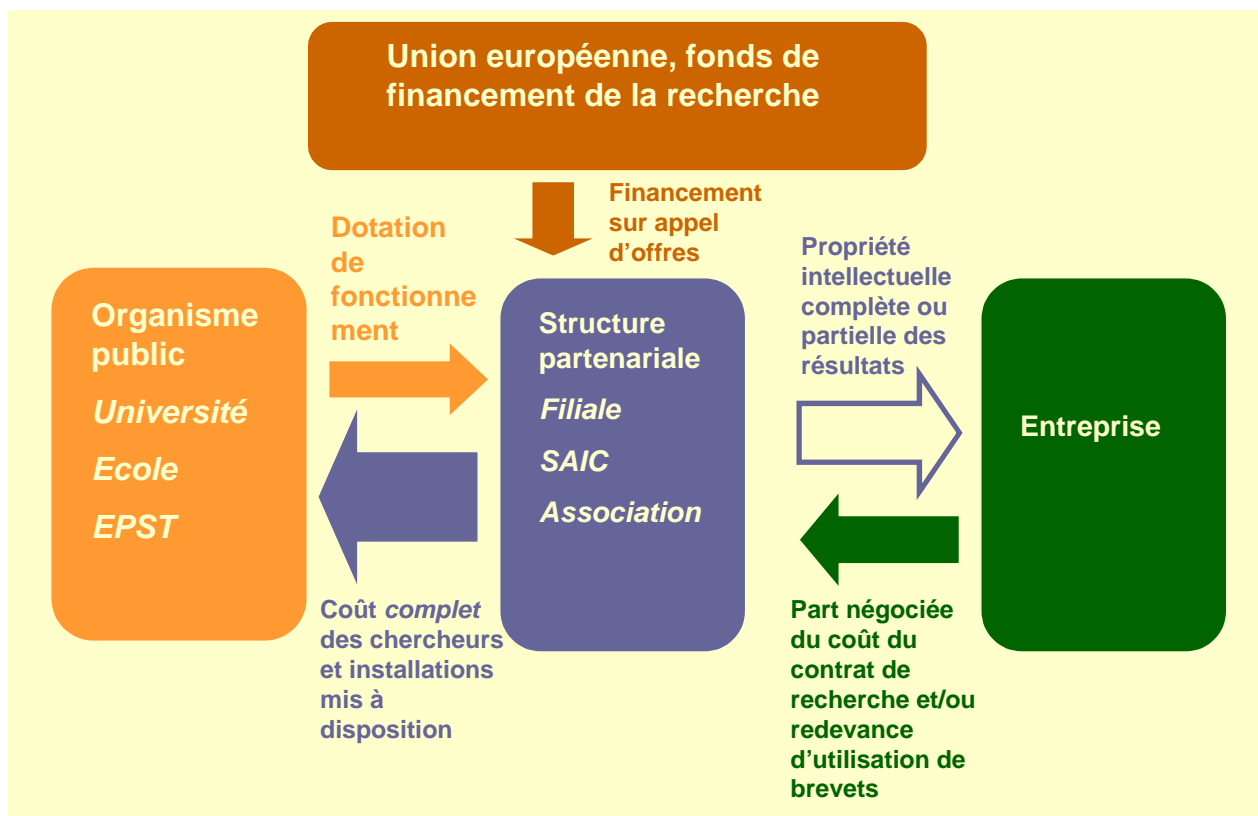 Union européenne, fonds de
financement de la recherche
Financement
sur appel
d’offres
Dotation
de
fonctionne
ment
Propriété
intellectuelle
complète ou
partielle des
résultats
Organisme
public
Université
Ecole
EPST
Structure
partenariale
Filiale
SAIC
Association
Entreprise
Coût complet
des chercheurs
et installations
mis à
disposition
Part négociée
du coût du
contrat de
recherche et/ou
redevance
d’utilisation de
brevets